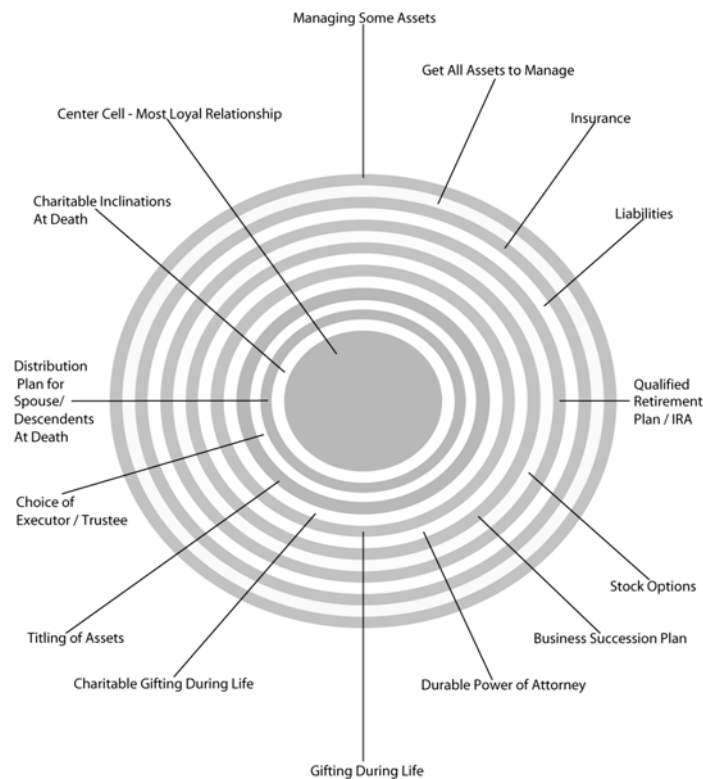 Managing Some Assets
Get All Assets to Manage
Center Cell - Most Loyal Relationship
Insurance
Charitable Inclinations
At Death
Liabilities
Distribution
Plan for
Spouse/
Descendents
At Death
Qualified
Retirement
Plan / IRA
Choice of
Executor / Trustee
Stock Options
Titling of Assets
Business Succession Plan
Charitable Gifting During Life
Durable Power of Attorney
Gifting During Life